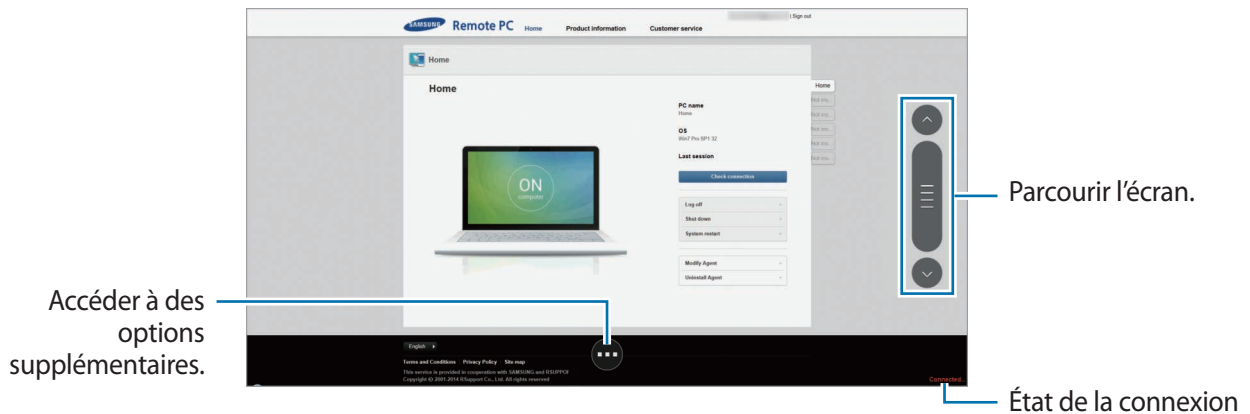 | Sign out
SAMSUNG Remote PC Home Product information Customer service
Home
Home
Home
PC name
Home
OS
Win7 Pro SP1 32
Last session
Check connection
ON
computer
Log off
Shut down
System restart
Modify Agent
Uninstall Agent
Parcourir l’écran.
Accéder à des
options
supplémentaires.
English
Terms and Conditions Privacy Policy Site map
This service is provided in cooperation with SAMSUNG and RSUPPOR
Copyright © 2001-2014 RSupport Co., Ltd. All rights reserved
Connected...
État de la connexion